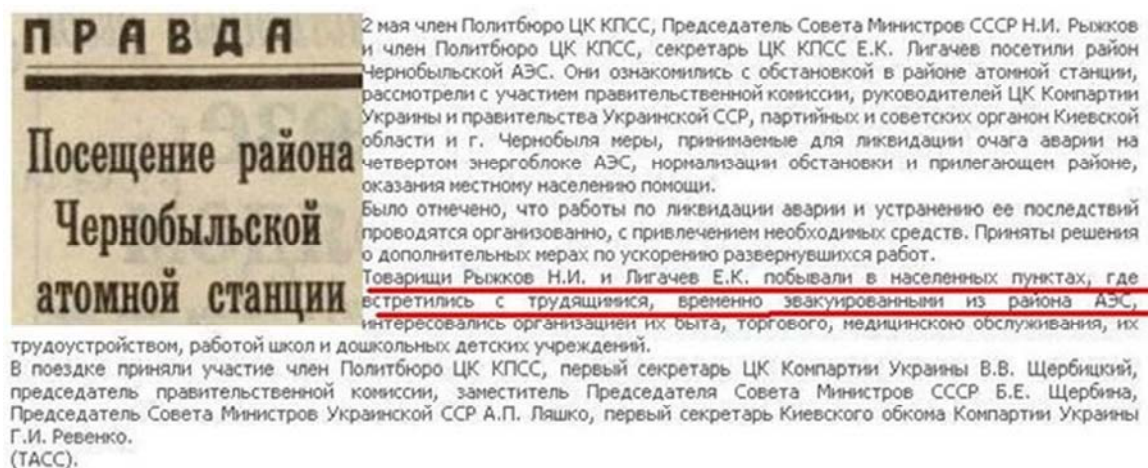 ПРАВДА
Посещение района
Чернобыльской
атомной станции
2 мая член Политбюро ЦК КПСС, Председатель Совета Министров СССР Н.И. Рыжков
и член Политбюро ЦК КПСС, секретарь ЦК КПСС Е.К. Лигачев посетили район
Чернобыльской АЭС. Они ознакомились с обстановкой в районе атомной станции,
рассмотрели с участием правительственной комиссии, руководителей ЦК Компартии
Украины и правительства Украинской ССР, партийных и советских органон Киевской
области и г. Чернобыля меры, принимаемые для ликвидации очага аварии на
четвертом энергоблоке АЭС, нормализации обстановки и прилегающем районе,
оказания местному населению помощи.
Было отмечено, что работы по ликвидации аварии и устранению ее последствий
проводятся организованно, с привлечением необходимых средств. Приняты решения
о дополнительных мерах по ускорению развернувшихся работ.
Товарищи Рыжков Н.И. и Лигачев Е.К. побывали в населенных пунктах, где
встретились с трудящимися, временно эвакуированными из района АЭС,
интересовались организацией их быта, торгового, медицинскою обслуживания, их
трудоустройством, работой школ и дошкольных детских учреждений.
В поездке приняли участие член Политбюро ЦК КПСС, первый секретарь ЦК Компартии Украины В.В. Щербицкий,
председатель правительственной комиссии, заместитель Председателя Совета Министров СССР Б.Е. Щербина,
Председатель Совета Министров Украинской ССР А.П. Ляшко, первый секретарь Киевского обкома Компартии Украины
Г.И. Ревенко.
(ТАСС).